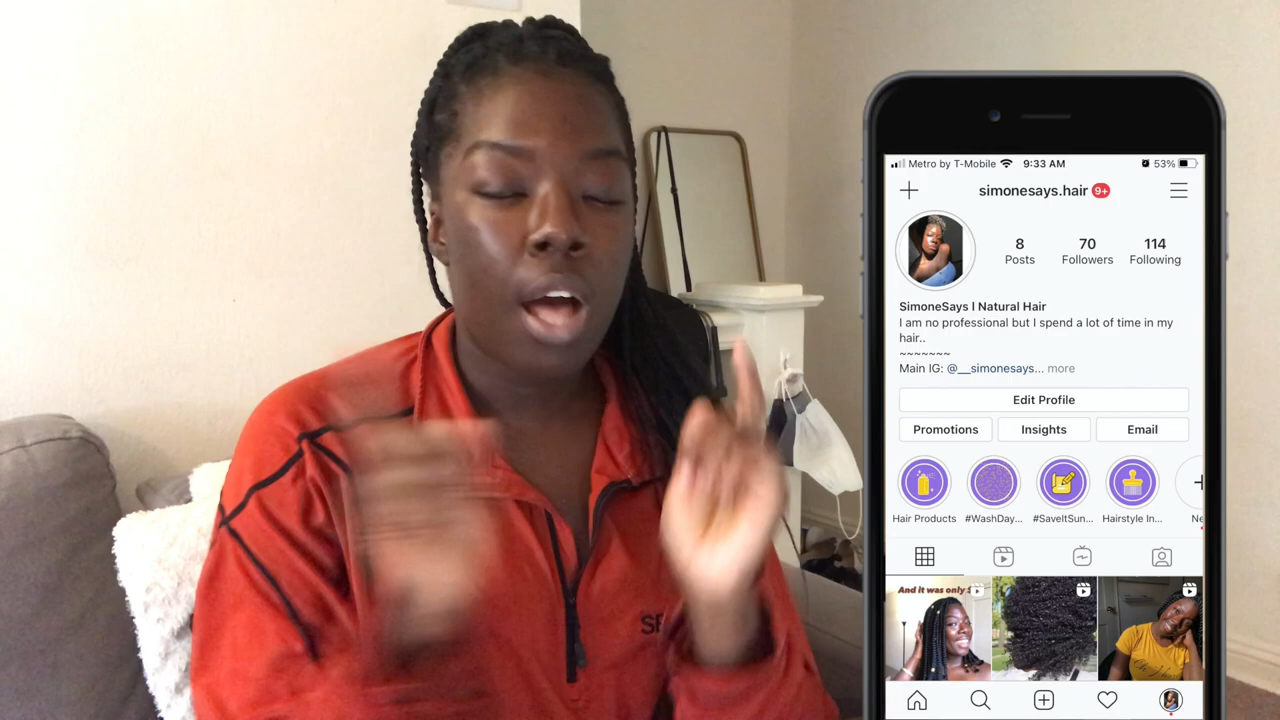 Metro by T-Mobile 9:33 AM 53%
simonesays.hair 9+
8 70 114
Posts Followers Following
SimoneSays l Natural Hair
I am no professional but I spend a lot of time in my
hair..
~~~~~~~
Main IG: @__simonesays... more
Edit Profile
Promotions Insights Email
Hair Products #WashDay... #SaveItSun... Hairstyle In... Ne
And it was only
SE